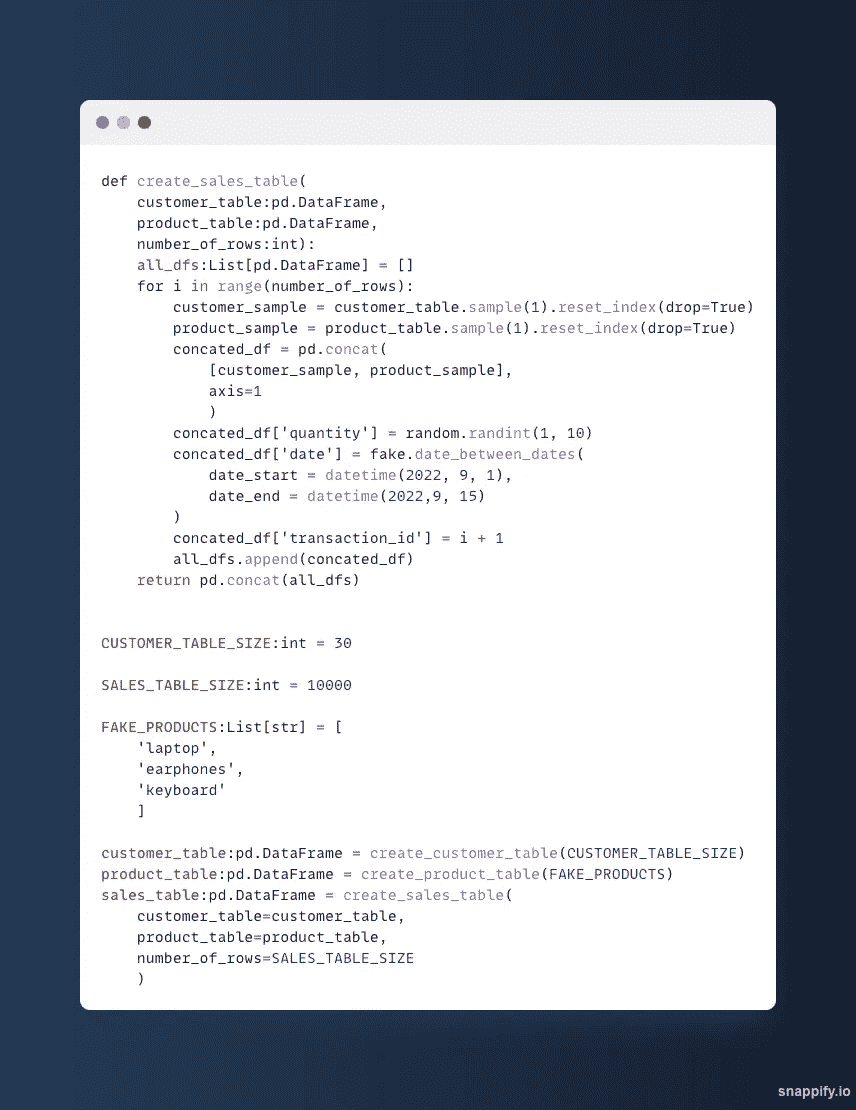 def create_sales_table(
    customer_table:pd.DataFrame,
    product_table:pd.DataFrame,
    number_of_rows:int):
    all_dfs:List[pd.DataFrame] = []
    for i in range(number_of_rows):
        customer_sample = customer_table.sample(1).reset_index(drop=True)
        product_sample = product_table.sample(1).reset_index(drop=True)
        concated_df = pd.concat(
            [customer_sample, product_sample],
            axis=1
            )
        concated_df['quantity'] = random.randint(1, 10)
        concated_df['date'] = fake.date_between_dates(
            date_start = datetime(2022, 9, 1),
            date_end = datetime(2022,9, 15)
        )
        concated_df['transaction_id'] = i + 1
        all_dfs.append(concated_df)
    return pd.concat(all_dfs)
CUSTOMER_TABLE_SIZE:int = 30
SALES_TABLE_SIZE:int = 10000
FAKE_PRODUCTS:List[str] = [
    'laptop',
    'earphones',
    'keyboard'
    ]
customer_table:pd.DataFrame = create_customer_table(CUSTOMER_TABLE_SIZE)
product_table:pd.DataFrame = create_product_table(FAKE_PRODUCTS)
sales_table:pd.DataFrame = create_sales_table(
    customer_table=customer_table,
    product_table=product_table,
    number_of_rows=SALES_TABLE_SIZE
    )
snappify.io